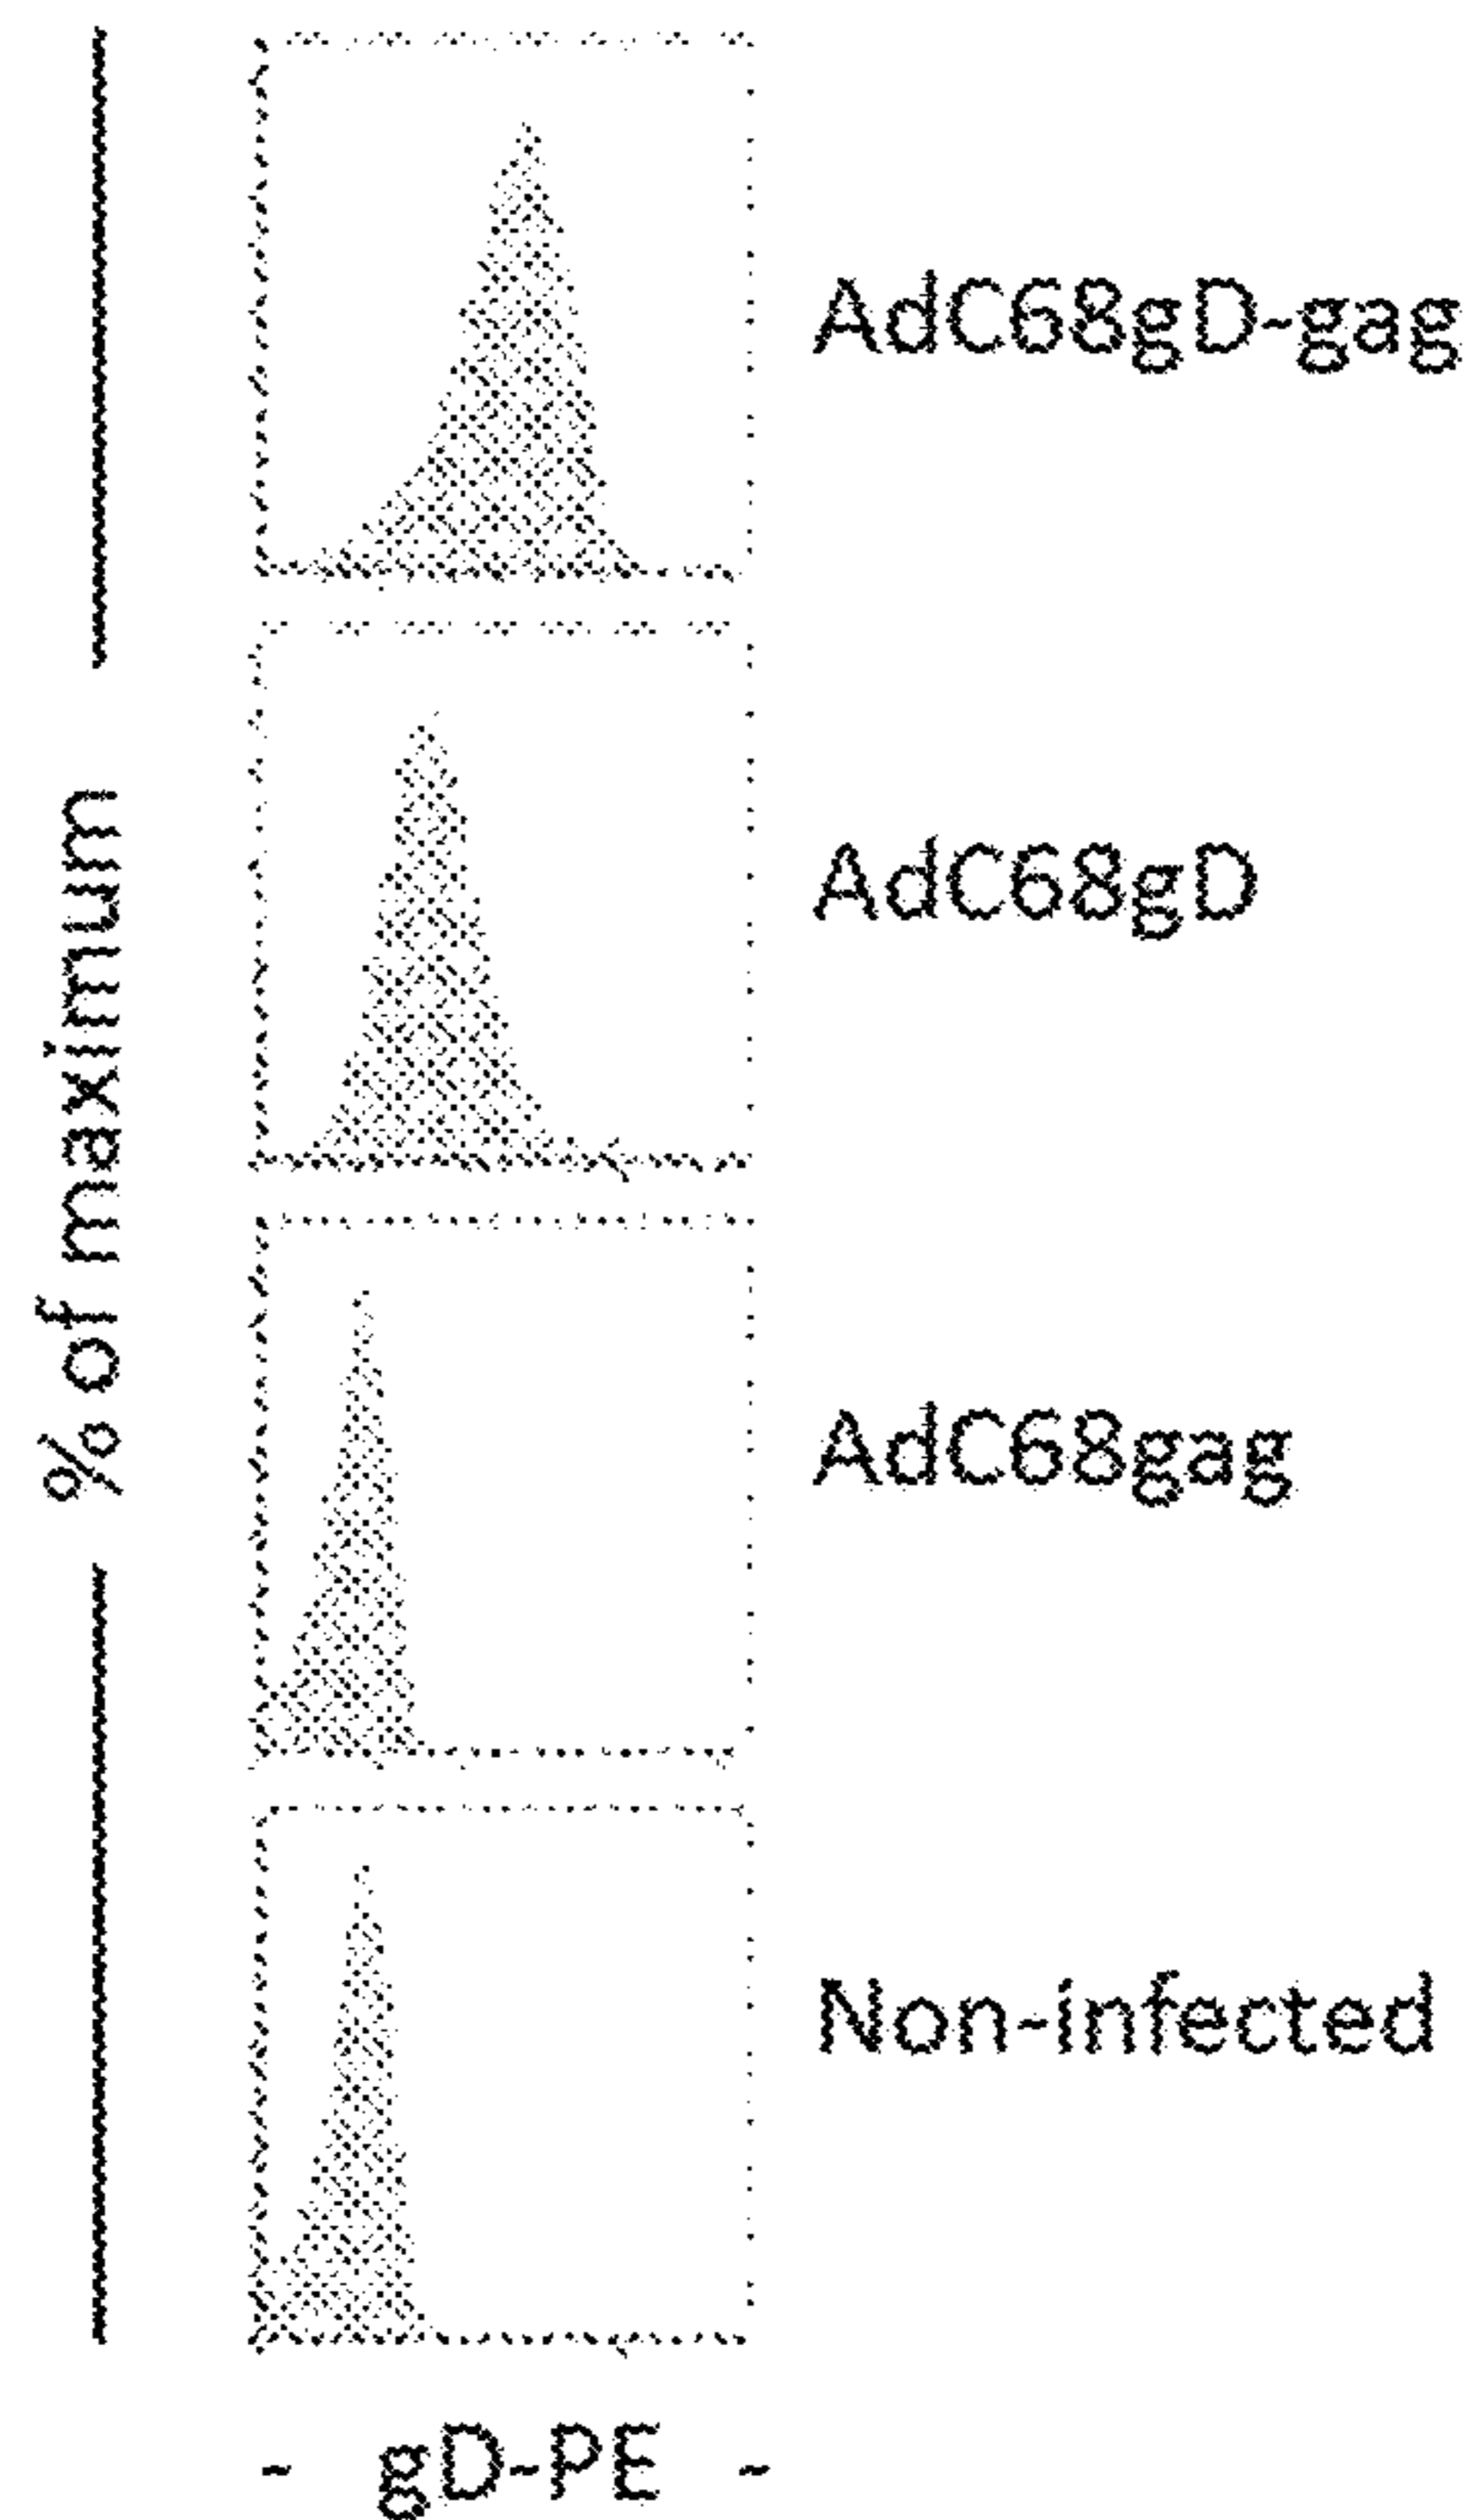 % of maximum
AdC68gD-gag
AdC68gD
AdC68gag
Non-infected
- gD-PE -